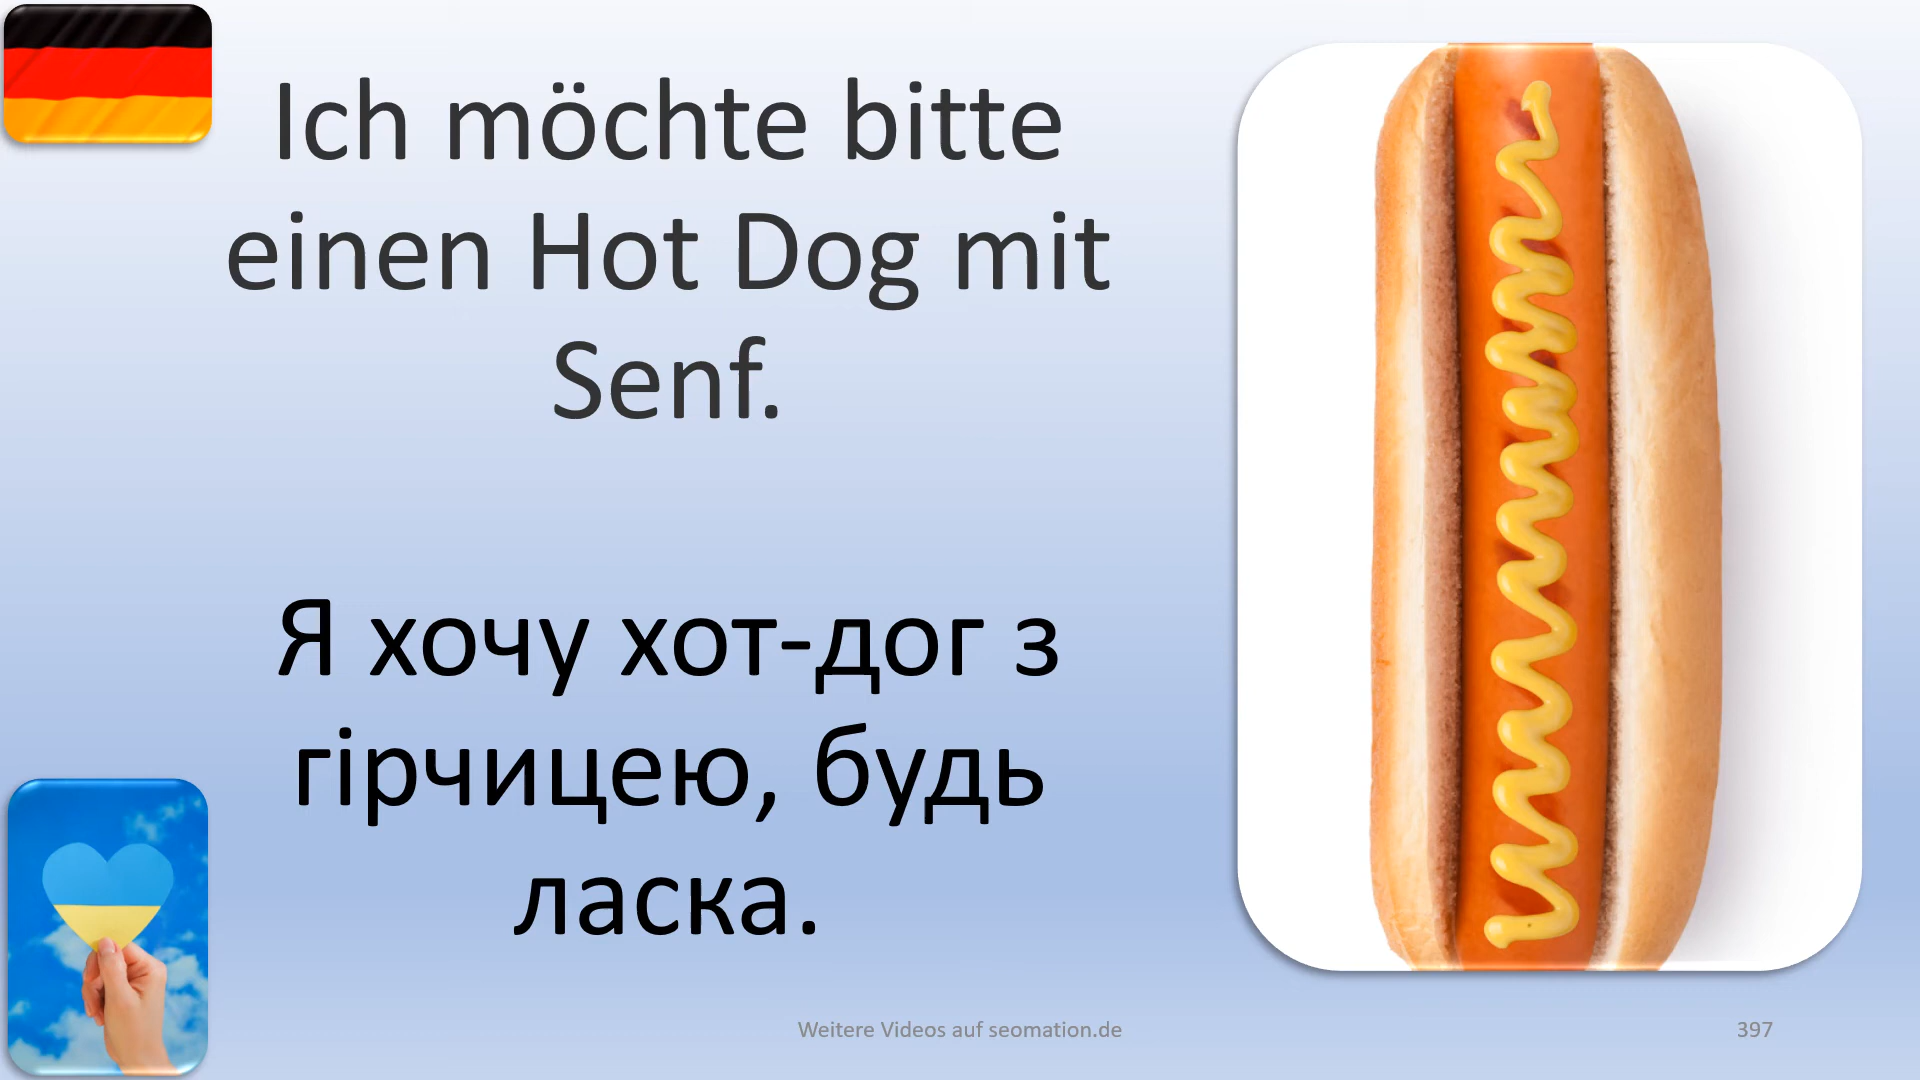 Ich möchte bitte
einen Hot Dog mit
Senf.
Я хочу хот-дог з
гірчицею, будь
ласка.
Weitere Videos auf seomation.de
397